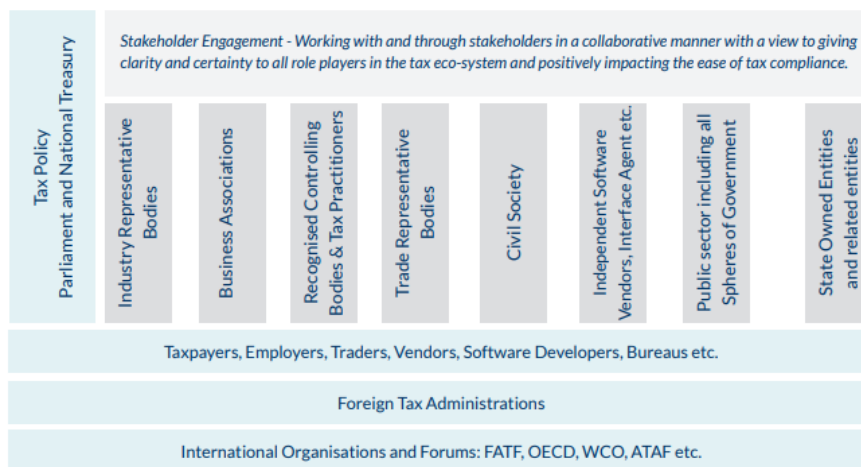 Tax Policy
Parliament and National Treasury
Stakeholder Engagement - Working with and through stakeholders in a collaborative manner with a view to giving
clarity and certainty to all role players in the tax eco-system and positively impacting the ease of tax compliance.
Industry Representative
Bodies
Business Associations
Recognised Controlling
Bodies & Tax Practitioners
Trade Representative
Bodies
Civil Society
Independent Software
Vendors, Interface Agent etc.
Public sector including all
Spheres of Government
State Owned Entities
and related entities
Taxpayers, Employers, Traders, Vendors, Software Developers, Bureaus etc.
Foreign Tax Administrations
International Organisations and Forums: FATF, OECD, WCO, ATAF etc.